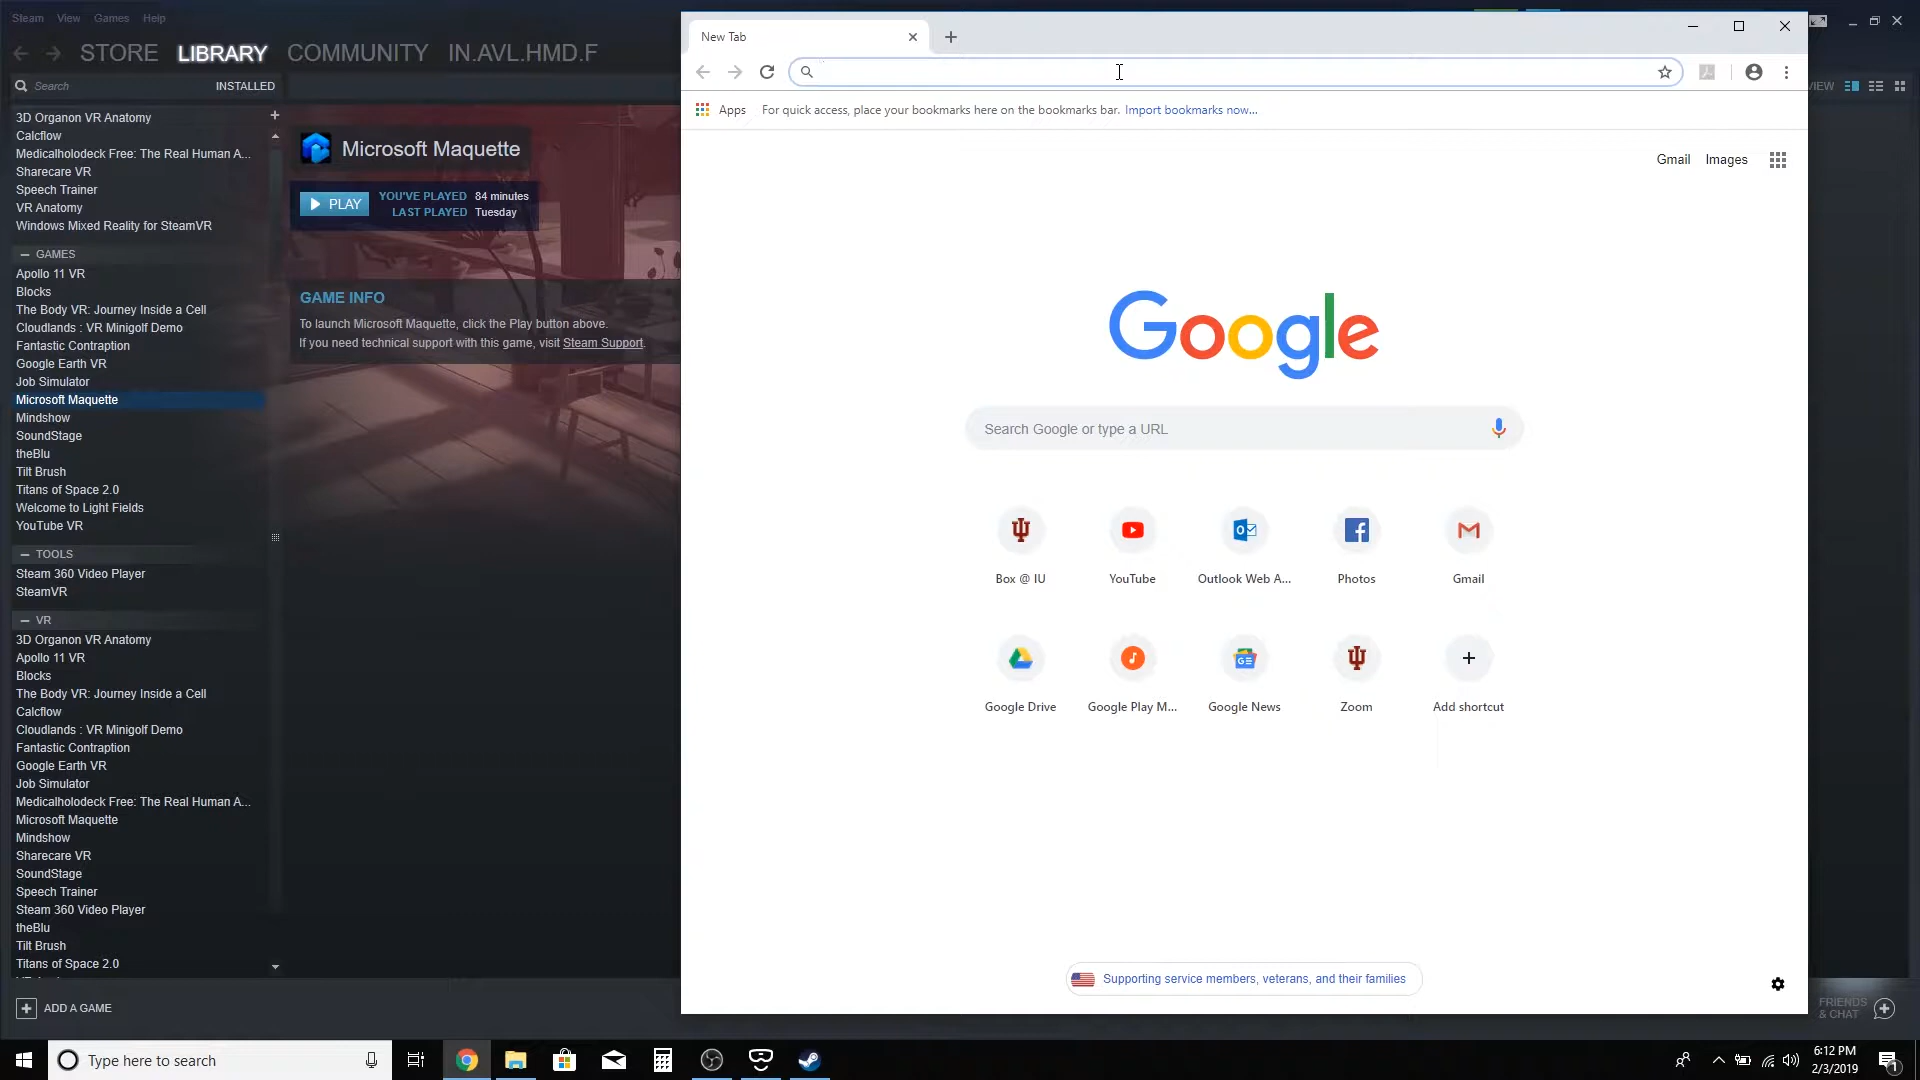 Steam View Games Help
STORE LIBRARY COMMUNITY IN.AVL.HMD.F
Search INSTALLED
3D Organon VR Anatomy
Calcflow
Medicalholodeck Free: The Real Human A...
Sharecare VR
Speech Trainer
VR Anatomy
Windows Mixed Reality for SteamVR
GAMES
Apollo 11 VR
Blocks
The Body VR: Journey Inside a Cell
Cloudlands : VR Minigolf Demo
Fantastic Contraption
Google Earth VR
Job Simulator
Microsoft Maquette
Mindshow
SoundStage
theBlu
Tilt Brush
Titans of Space 2.0
Welcome to Light Fields
YouTube VR
TOOLS
Steam 360 Video Player
SteamVR
VR
3D Organon VR Anatomy
Apollo 11 VR
Blocks
The Body VR: Journey Inside a Cell
Calcflow
Cloudlands : VR Minigolf Demo
Fantastic Contraption
Google Earth VR
Job Simulator
Medicalholodeck Free: The Real Human A...
Microsoft Maquette
Mindshow
Sharecare VR
SoundStage
Speech Trainer
Steam 360 Video Player
theBlu
Tilt Brush
Titans of Space 2.0
ADD A GAME
Microsoft Maquette
PLAY
YOU'VE PLAYED 84 minutes
LAST PLAYED Tuesday
GAME INFO
To launch Microsoft Maquette, click the Play button above.
If you need technical support with this game, visit Steam Support.
New Tab
Apps For quick access, place your bookmarks here on the bookmarks bar. Import bookmarks now...
Gmail Images
Google
Search Google or type a URL
Box @ IU YouTube Outlook Web A... Photos Gmail
Google Drive Google Play M... Google News Zoom Add shortcut
Supporting service members, veterans, and their families
FRIENDS
& CHAT
Type here to search
6:12 PM
2/3/2019